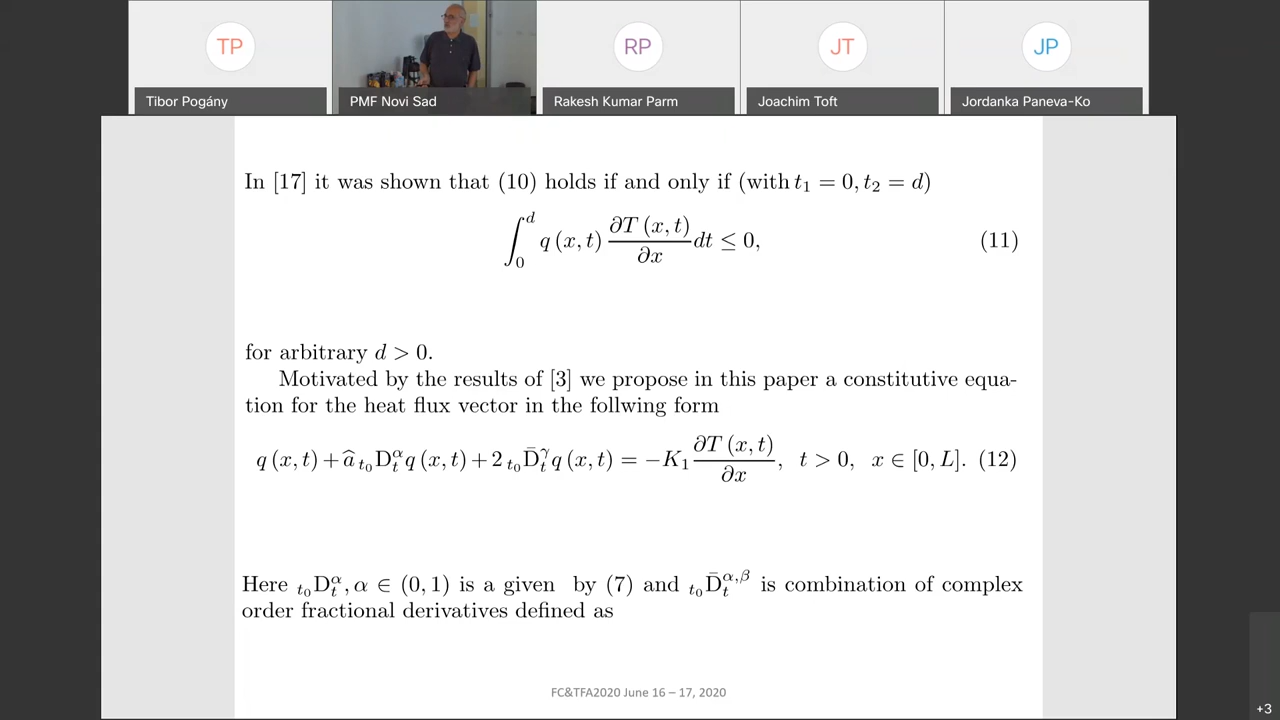 TP
RP
JT
JP
Tibor Pogány
PMF Novi Sad
Rakesh Kumar Parm
Joachim Toft
Jordanka Paneva-Ko
In [17] it was shown that (10) holds if and only if (with t₁ = 0, t₂ = d)
∫₀ᵈ q (x, t) ∂T (x, t)/∂x dt ≤ 0, (11)
for arbitrary d > 0.
Motivated by the results of [3] we propose in this paper a constitutive equa-
tion for the heat flux vector in the follwing form
q (x, t) + â ₜ₀Dₜᵅ q (x, t) + 2 ₜ₀D̄ₜᵞ q (x, t) = −K₁ ∂T (x, t)/∂x, t > 0, x ∈ [0, L]. (12)
Here ₜ₀Dₜᵅ, α ∈ (0, 1) is a given by (7) and ₜ₀D̄ₜᵅ,ᵝ is combination of complex
order fractional derivatives defined as
FC&TFA2020 June 16 – 17, 2020
+3